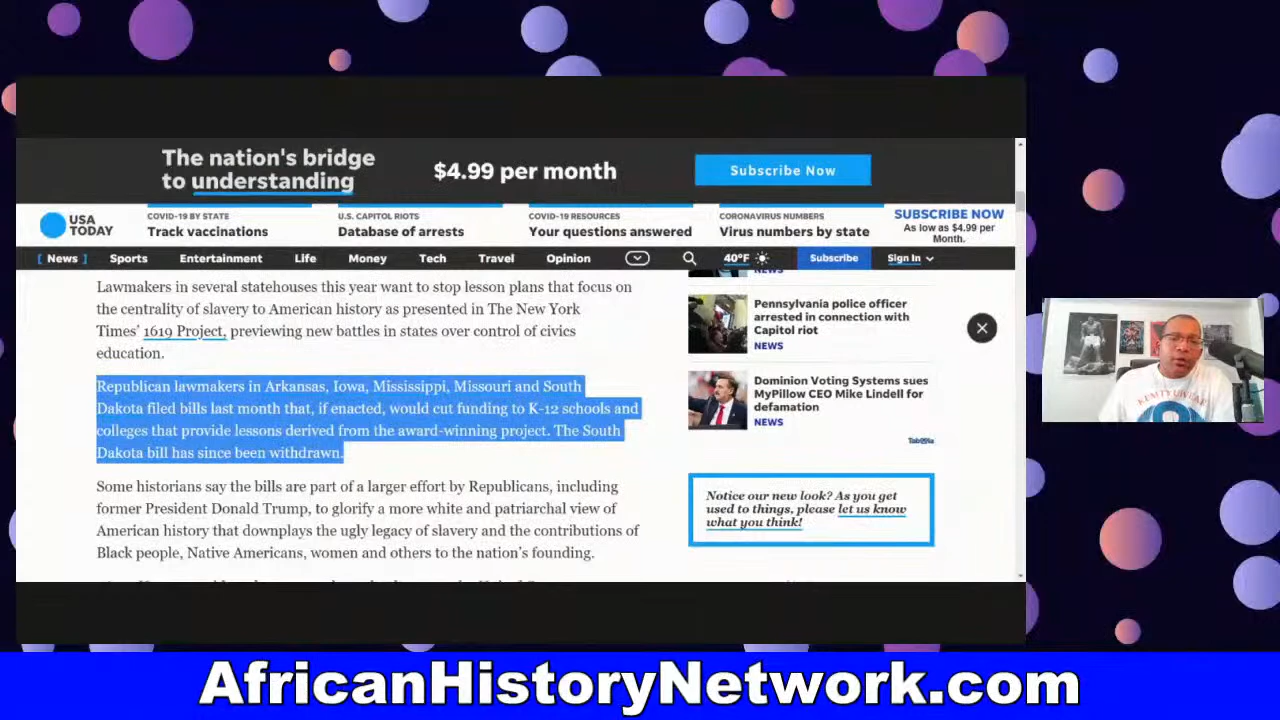 The nation's bridge
to understanding
$4.99 per month
Subscribe Now
USA
TODAY
COVID-19 BY STATE
Track vaccinations
U.S. CAPITOL RIOTS
Database of arrests
COVID-19 RESOURCES
Your questions answered
CORONAVIRUS NUMBERS
Virus numbers by state
SUBSCRIBE NOW
As low as $4.99 per
Month.
[ News ]
Sports
Entertainment
Life
Money
Tech
Travel
Opinion
40°F
Subscribe
Sign In
Lawmakers in several statehouses this year want to stop lesson plans that focus on
the centrality of slavery to American history as presented in The New York
Times' 1619 Project, previewing new battles in states over control of civics
education.
Republican lawmakers in Arkansas, Iowa, Mississippi, Missouri and South
Dakota filed bills last month that, if enacted, would cut funding to K-12 schools and
colleges that provide lessons derived from the award-winning project. The South
Dakota bill has since been withdrawn.
Some historians say the bills are part of a larger effort by Republicans, including
former President Donald Trump, to glorify a more white and patriarchal view of
American history that downplays the ugly legacy of slavery and the contributions of
Black people, Native Americans, women and others to the nation's founding.
NEWS
Pennsylvania police officer
arrested in connection with
Capitol riot
NEWS
Dominion Voting Systems sues
MyPillow CEO Mike Lindell for
defamation
NEWS
Taboola
Notice our new look? As you get
used to things, please let us know
what you think!
AfricanHistoryNetwork.com